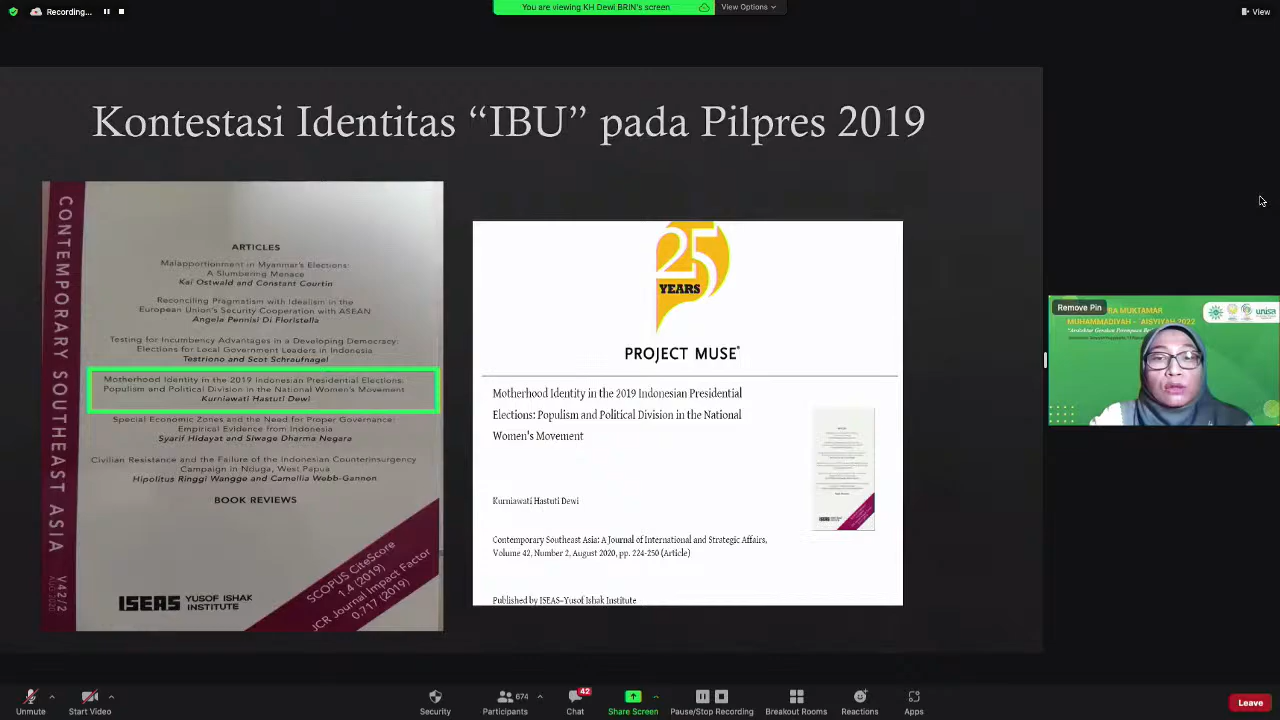 Recording...
You are viewing KH Dewi BRIN's screen
View Options
View
Kontestasi Identitas “IBU” pada Pilpres 2019
CONTEMPORARY SOUTHEAST ASIA
V42/2
AUG 2020
ARTICLES
Malapportionment in Myanmar's Elections:
A Slumbering Menace
Kai Ostwald and Constant Courtin
Reconciling Pragmatism with Idealism in the
European Union's Security Cooperation with ASEAN
Angela Pennisi Di Floristella
Testing for Incumbency Advantages in a Developing Democracy:
Elections for Local Government Leaders in Indonesia
Testriono and Scot Schraufnagel
Motherhood Identity in the 2019 Indonesian Presidential Elections:
Populism and Political Division in the National Women's Movement
Kurniawati Hastuti Dewi
Special Economic Zones and the Need for Proper Governance:
Empirical Evidence from Indonesia
Syarif Hidayat and Siwage Dharma Negara
Civilian Resistance and the Failure of the Indonesian Counterinsurgency
Campaign in Nduga, West Papua
Hipolitus Ringgi Wangge and Camellia Webb-Gannon
BOOK REVIEWS
SCOPUS CiteScore
1.4 (2019)
JCR Journal Impact Factor
0.717 (2019)
ISEAS YUSOF ISHAK
INSTITUTE
25
YEARS
PROJECT MUSE®
Motherhood Identity in the 2019 Indonesian Presidential
Elections: Populism and Political Division in the National
Women's Movement
Kurniawati Hastuti Dewi
Contemporary Southeast Asia: A Journal of International and Strategic Affairs,
Volume 42, Number 2, August 2020, pp. 224-250 (Article)
Published by ISEAS–Yusof Ishak Institute
Remove Pin
MUKTAMAR
MUHAMMADIYAH - 'AISYIYAH 2022
unisa
Unmute
Start Video
Security
674
Participants
42
Chat
Share Screen
Pause/Stop Recording
Breakout Rooms
Reactions
Apps
Leave